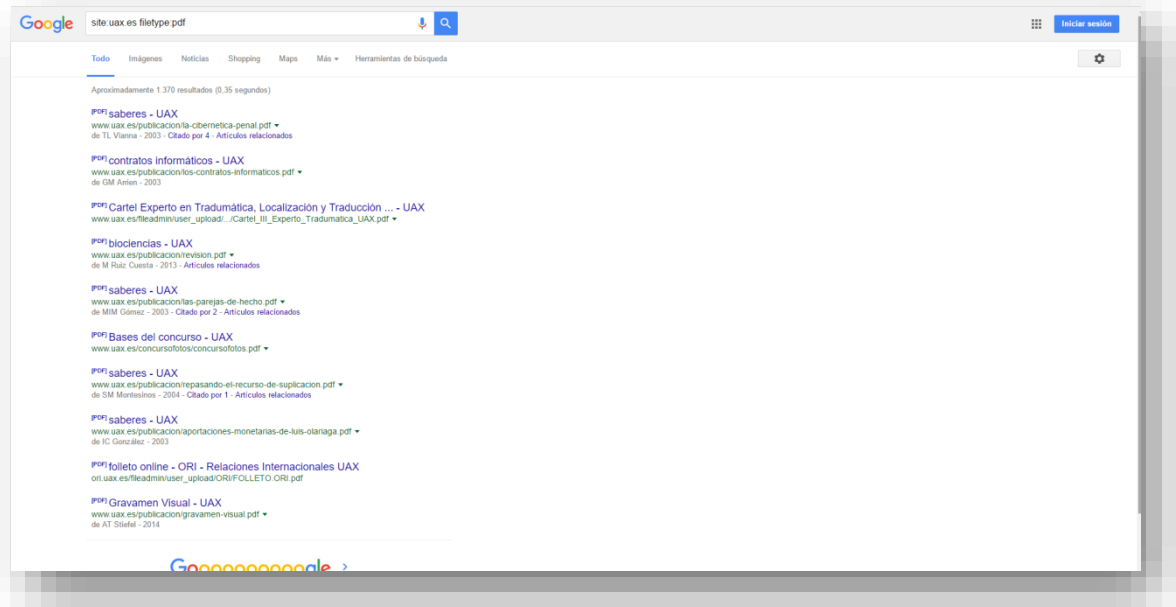 Google
site:uax.es filetype:pdf
Iniciar sesión
Todo Imágenes Noticias Shopping Maps Más Herramientas de búsqueda
Aproximadamente 1.370 resultados (0,35 segundos)
[PDF] saberes - UAX
www.uax.es/publicacion/la-cibernetica-penal.pdf
de TL Vianna - 2003 - Citado por 4 - Artículos relacionados
[PDF] contratos informáticos - UAX
www.uax.es/publicacion/los-contratos-informaticos.pdf
de GM Arrien - 2003
[PDF] Cartel Experto en Tradumática, Localización y Traducción ... - UAX
www.uax.es/fileadmin/user_upload/.../Cartel_III_Experto_Tradumatica_UAX.pdf
[PDF] biociencias - UAX
www.uax.es/publicacion/revision.pdf
de M Ruiz Cuesta - 2013 - Artículos relacionados
[PDF] saberes - UAX
www.uax.es/publicacion/las-parejas-de-hecho.pdf
de MIM Gómez - 2003 - Citado por 2 - Artículos relacionados
[PDF] Bases del concurso - UAX
www.uax.es/concursofotos/concursofotos.pdf
[PDF] saberes - UAX
www.uax.es/publicacion/repasando-el-recurso-de-suplicacion.pdf
de SM Montesinos - 2004 - Citado por 1 - Artículos relacionados
[PDF] saberes - UAX
www.uax.es/publicacion/aportaciones-monetarias-de-luis-olariaga.pdf
de IC González - 2003
[PDF] folleto online - ORI - Relaciones Internacionales UAX
ori.uax.es/fileadmin/user_upload/ORI/FOLLETO.ORI.pdf
[PDF] Gravamen Visual - UAX
www.uax.es/publicacion/gravamen-visual.pdf
de AT Stiefel - 2014
Goooooooooogle